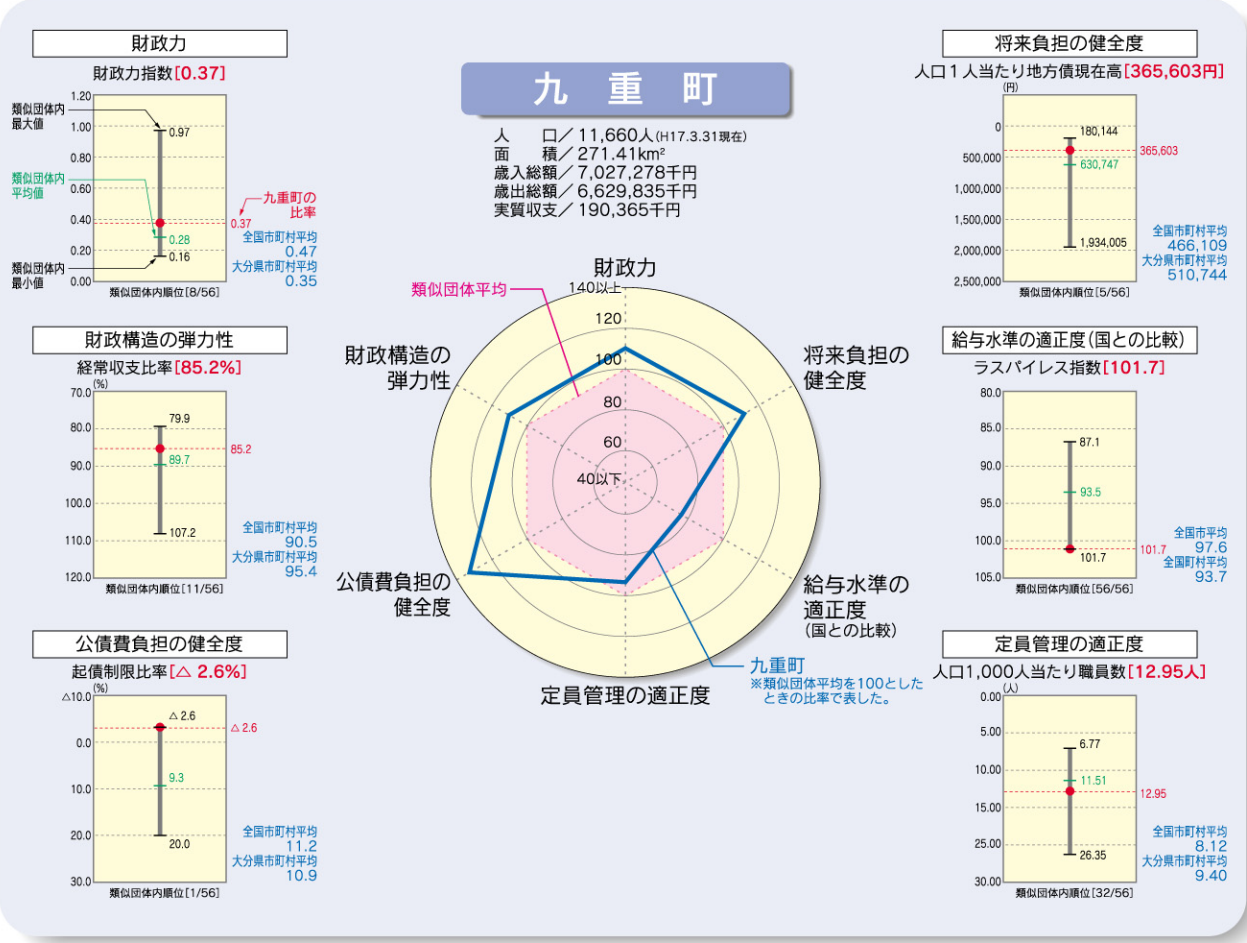 九重町
人　口／11,660人(H17.3.31現在)
面　積／271.41km²
歳入総額／7,027,278千円
歳出総額／6,629,835千円
実質収支／190,365千円
財政力
財政力指数[0.37]
1.20
1.00
0.80
0.60
0.40
0.20
0.00
類似団体内
最大値
類似団体内
平均値
類似団体内
最小値
0.97
0.28
0.16
九重町の
比率
0.37
全国市町村平均
0.47
大分県市町村平均
0.35
類似団体内順位[8/56]
財政構造の弾力性
経常収支比率[85.2%]
(%)
70.0
80.0
90.0
100.0
110.0
120.0
79.9
89.7
107.2
85.2
全国市町村平均
90.5
大分県市町村平均
95.4
類似団体内順位[11/56]
公債費負担の健全度
起債制限比率[△ 2.6%]
(%)
△10.0
0.0
10.0
20.0
30.0
△ 2.6
9.3
20.0
△ 2.6
全国市町村平均
11.2
大分県市町村平均
10.9
類似団体内順位[1/56]
類似団体平均
財政力
140以上
120
100
80
60
40以下
将来負担の
健全度
給与水準の
適正度
(国との比較)
定員管理の適正度
公債費負担の
健全度
財政構造の
弾力性
九重町
※類似団体平均を100とした
ときの比率で表した。
将来負担の健全度
人口1人当たり地方債現在高[365,603円]
(円)
0
500,000
1,000,000
1,500,000
2,000,000
2,500,000
180,144
630,747
1,934,005
365,603
全国市町村平均
466,109
大分県市町村平均
510,744
類似団体内順位[5/56]
給与水準の適正度(国との比較)
ラスパイレス指数[101.7]
80.0
85.0
90.0
95.0
100.0
105.0
87.1
93.5
101.7
101.7
全国市平均
97.6
全国町村平均
93.7
類似団体内順位[56/56]
定員管理の適正度
人口1,000人当たり職員数[12.95人]
(人)
0.00
5.00
10.00
15.00
25.00
30.00
6.77
11.51
26.35
12.95
全国市町村平均
8.12
大分県市町村平均
9.40
類似団体内順位[32/56]